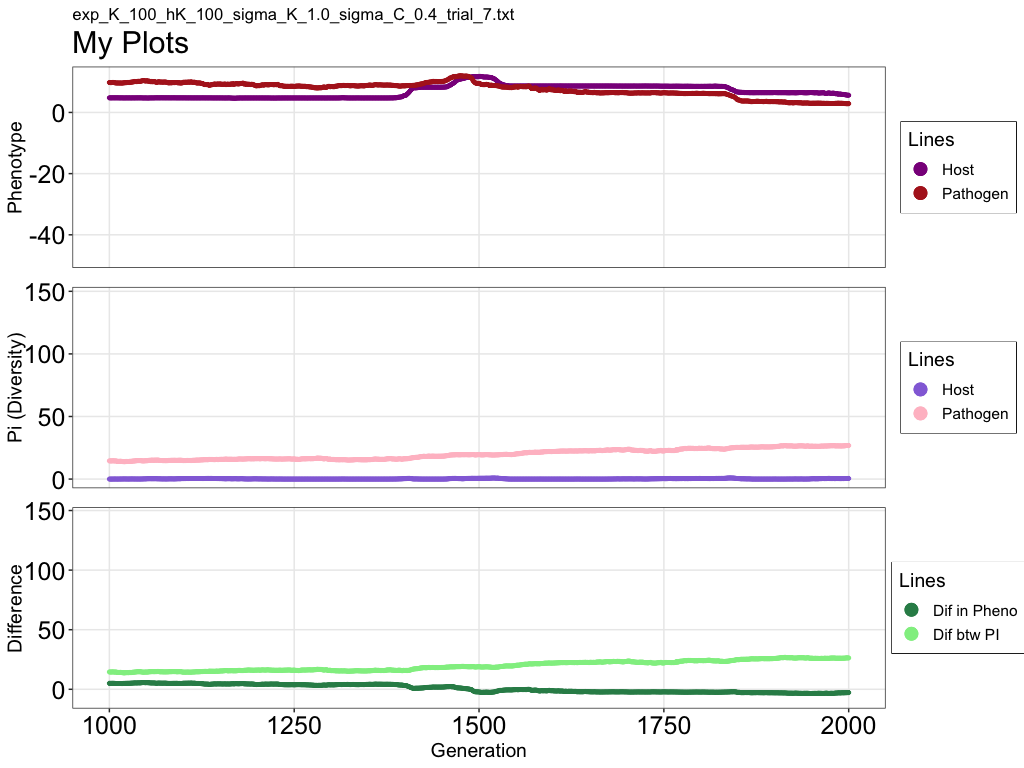 exp_K_100_hK_100_sigma_K_1.0_sigma_C_0.4_trial_7.txt
My Plots
Phenotype
0
-20
-40
Lines
Host
Pathogen
Pi (Diversity)
150
100
50
0
Lines
Host
Pathogen
Difference
150
100
50
0
Lines
Dif in Pheno
Dif btw PI
1000 1250 1500 1750 2000
Generation